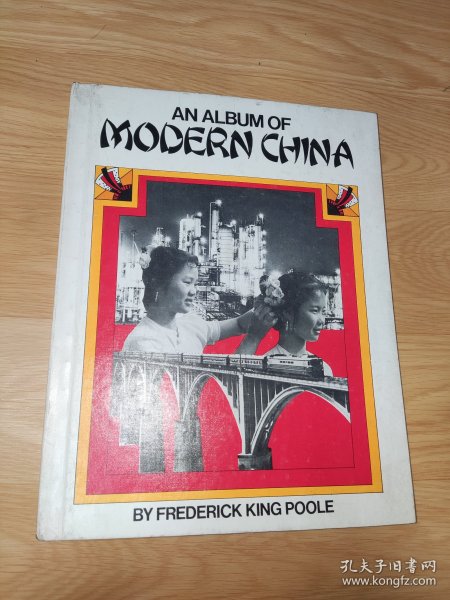 AN ALBUM OF
MODERN CHINA
BY FREDERICK KING POOLE
孔夫子旧书网
www.kongfz.com